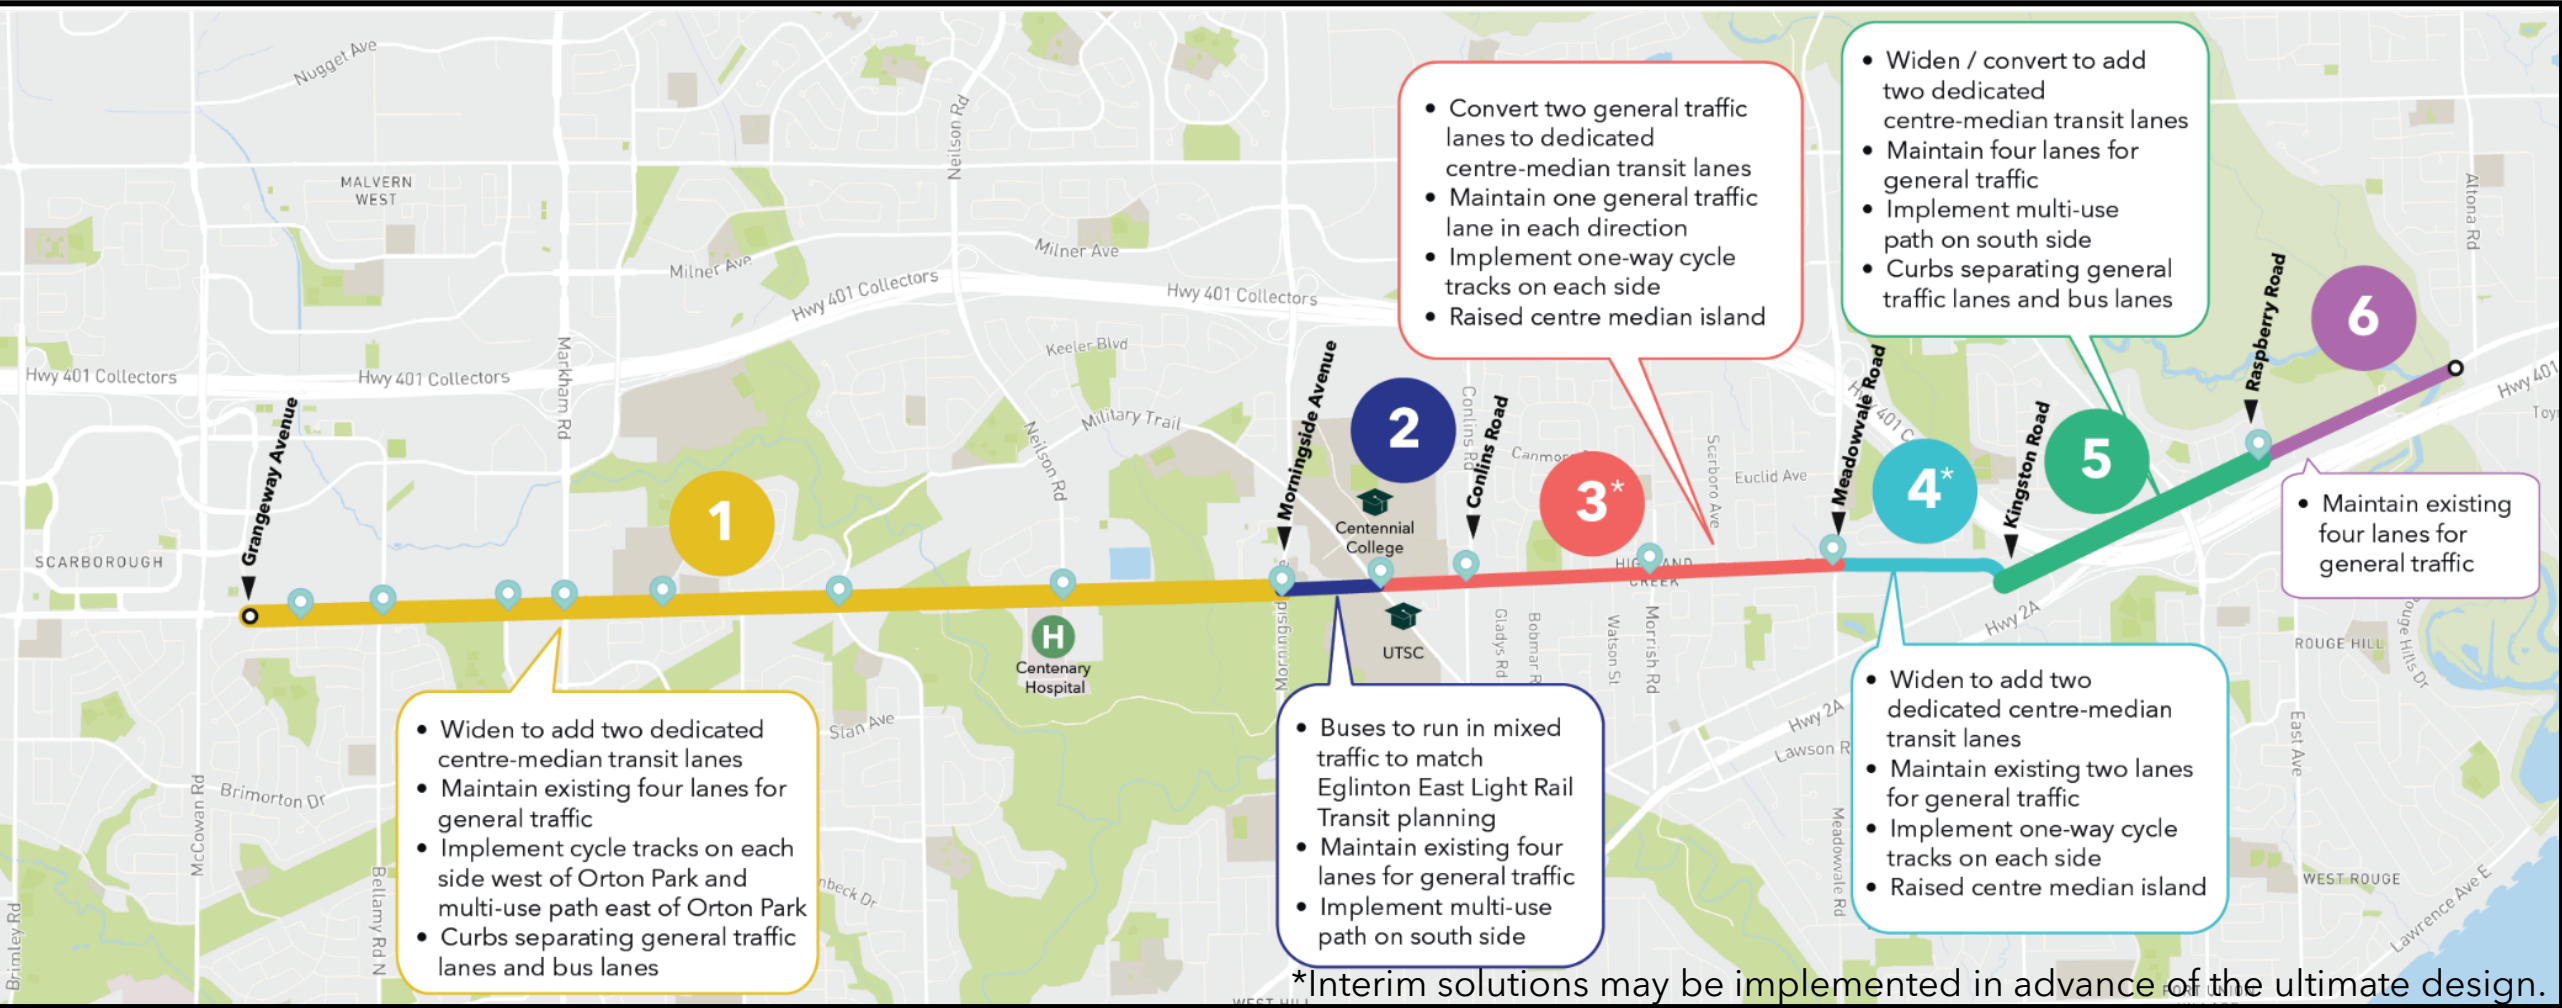 Nugget Ave
Neilson Rd
MALVERN
WEST
Milner Ave
Milner Ave
Hwy 401 Collectors
Hwy 401 Collectors
Hwy 401 Collectors
Hwy 401 Collectors
Markham Rd
Keeler Blvd
Military Trail
Neilson Rd
Altona Rd
• Convert two general traffic
lanes to dedicated
centre-median transit lanes
• Maintain one general traffic
lane in each direction
• Implement one-way cycle
tracks on each side
• Raised centre median island
• Widen / convert to add
two dedicated
centre-median transit lanes
• Maintain four lanes for
general traffic
• Implement multi-use
path on south side
• Curbs separating general
traffic lanes and bus lanes
Grangeway Avenue
Morningside Avenue
Conlins Rd
Conlins Road
Scarboro Ave
Euclid Ave
Meadowvale Road
Hwy 401 C
Kingston Road
Raspberry Road
Hwy 401
1
2
3*
4*
5
6
SCARBOROUGH
Centennial
College
HIGHLAND
CREEK
• Maintain existing
four lanes for
general traffic
H
Centenary
Hospital
UTSC
Gladys Rd
Watson St
Morrish Rd
Hwy 2A
Hwy 2A
ROUGE HILL
Rouge Hills Dr
East Ave
Brimorton Dr
McCowan Rd
Bellamy Rd N
Brimley Rd
• Widen to add two dedicated
centre-median transit lanes
• Maintain existing four lanes for
general traffic
• Implement cycle tracks on each
side west of Orton Park and
multi-use path east of Orton Park
• Curbs separating general traffic
lanes and bus lanes
• Buses to run in mixed
traffic to match
Eglinton East Light Rail
Transit planning
• Maintain existing four
lanes for general traffic
• Implement multi-use
path on south side
• Widen to add two
dedicated centre-median
transit lanes
• Maintain existing two lanes
for general traffic
• Implement one-way cycle
tracks on each side
• Raised centre median island
Meadowvale Rd
WEST ROUGE
Lawrence Ave E
WEST HILL
PORT UNION
*Interim solutions may be implemented in advance of the ultimate design.